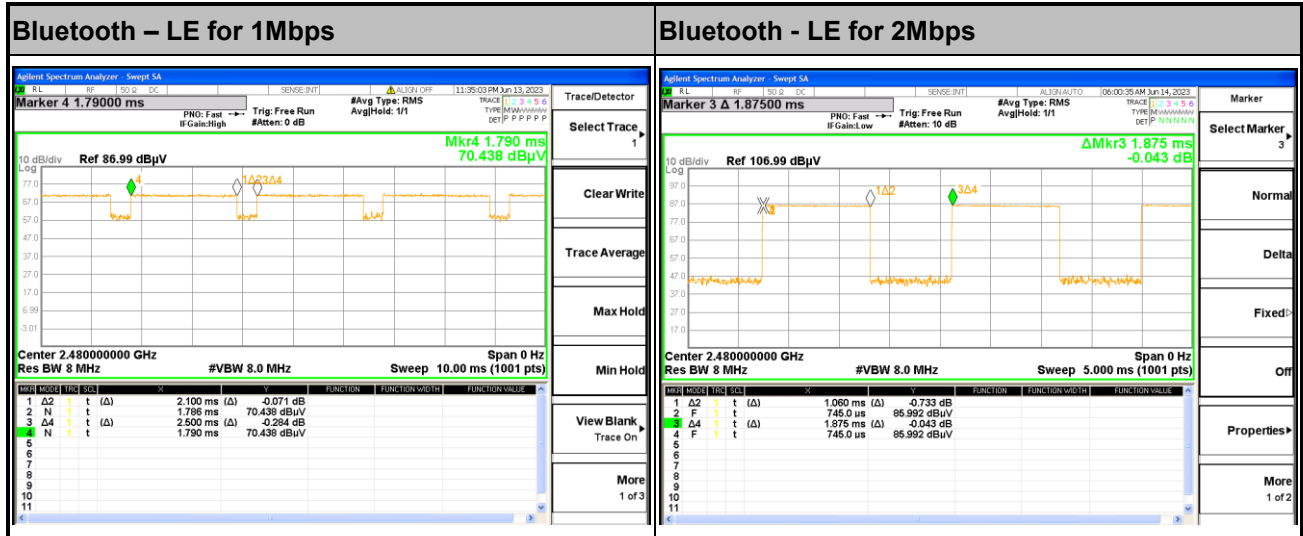 Bluetooth – LE for 1Mbps
Agilent Spectrum Analyzer - Swept SA
RL RF 50 Ω DC SENSE:INT ALIGN OFF 11:35:03 PM Jun 13, 2023
Marker 4 1.79000 ms
PNO: Fast
IFGain:High
Trig: Free Run
#Atten: 0 dB
#Avg Type: RMS
Avg|Hold: 1/1
TRACE 1 2 3 4 5 6
TYPE
DET P P P P P P
Mkr4 1.790 ms
70.438 dBµV
10 dB/div Ref 86.99 dBµV
Log
77.0
67.0
57.0
47.0
37.0
27.0
17.0
6.99
-3.01
4
1Δ2 3Δ4
Center 2.480000000 GHz Span 0 Hz
Res BW 8 MHz #VBW 8.0 MHz Sweep 10.00 ms (1001 pts)
MKR MODE TRC SCL X Y FUNCTION FUNCTION WIDTH FUNCTION VALUE
1 Δ2 1 t (Δ) 2.100 ms (Δ) -0.071 dB
2 N 1 t 1.786 ms 70.438 dBµV
3 Δ4 1 t (Δ) 2.500 ms (Δ) -0.284 dB
4 N 1 t 1.790 ms 70.438 dBµV
5
6
7
8
9
10
11
Trace/Detector
Select Trace
1
Clear Write
Trace Average
Max Hold
Min Hold
View Blank
Trace On
More
1 of 3
Bluetooth - LE for 2Mbps
Agilent Spectrum Analyzer - Swept SA
RL RF 50 Ω DC SENSE:INT ALIGN AUTO 06:00:35 AM Jun 14, 2023
Marker 3 Δ 1.87500 ms
PNO: Fast
IFGain:Low
Trig: Free Run
#Atten: 10 dB
#Avg Type: RMS
Avg|Hold: 1/1
TRACE 1 2 3 4 5 6
TYPE
DET P N N N N N
ΔMkr3 1.875 ms
-0.043 dB
10 dB/div Ref 106.99 dBµV
Log
97.0
87.0
77.0
67.0
57.0
47.0
37.0
27.0
17.0
1Δ2
3Δ4
Center 2.480000000 GHz Span 0 Hz
Res BW 8 MHz #VBW 8.0 MHz Sweep 5.000 ms (1001 pts)
MKR MODE TRC SCL X Y FUNCTION FUNCTION WIDTH FUNCTION VALUE
1 Δ2 1 t (Δ) 1.060 ms (Δ) -0.733 dB
2 F 1 t 745.0 µs 85.992 dBµV
3 Δ4 1 t (Δ) 1.875 ms (Δ) -0.043 dB
4 F 1 t 745.0 µs 85.992 dBµV
5
6
7
8
9
10
11
Marker
Select Marker
3
Normal
Delta
Fixed
Off
Properties
More
1 of 2